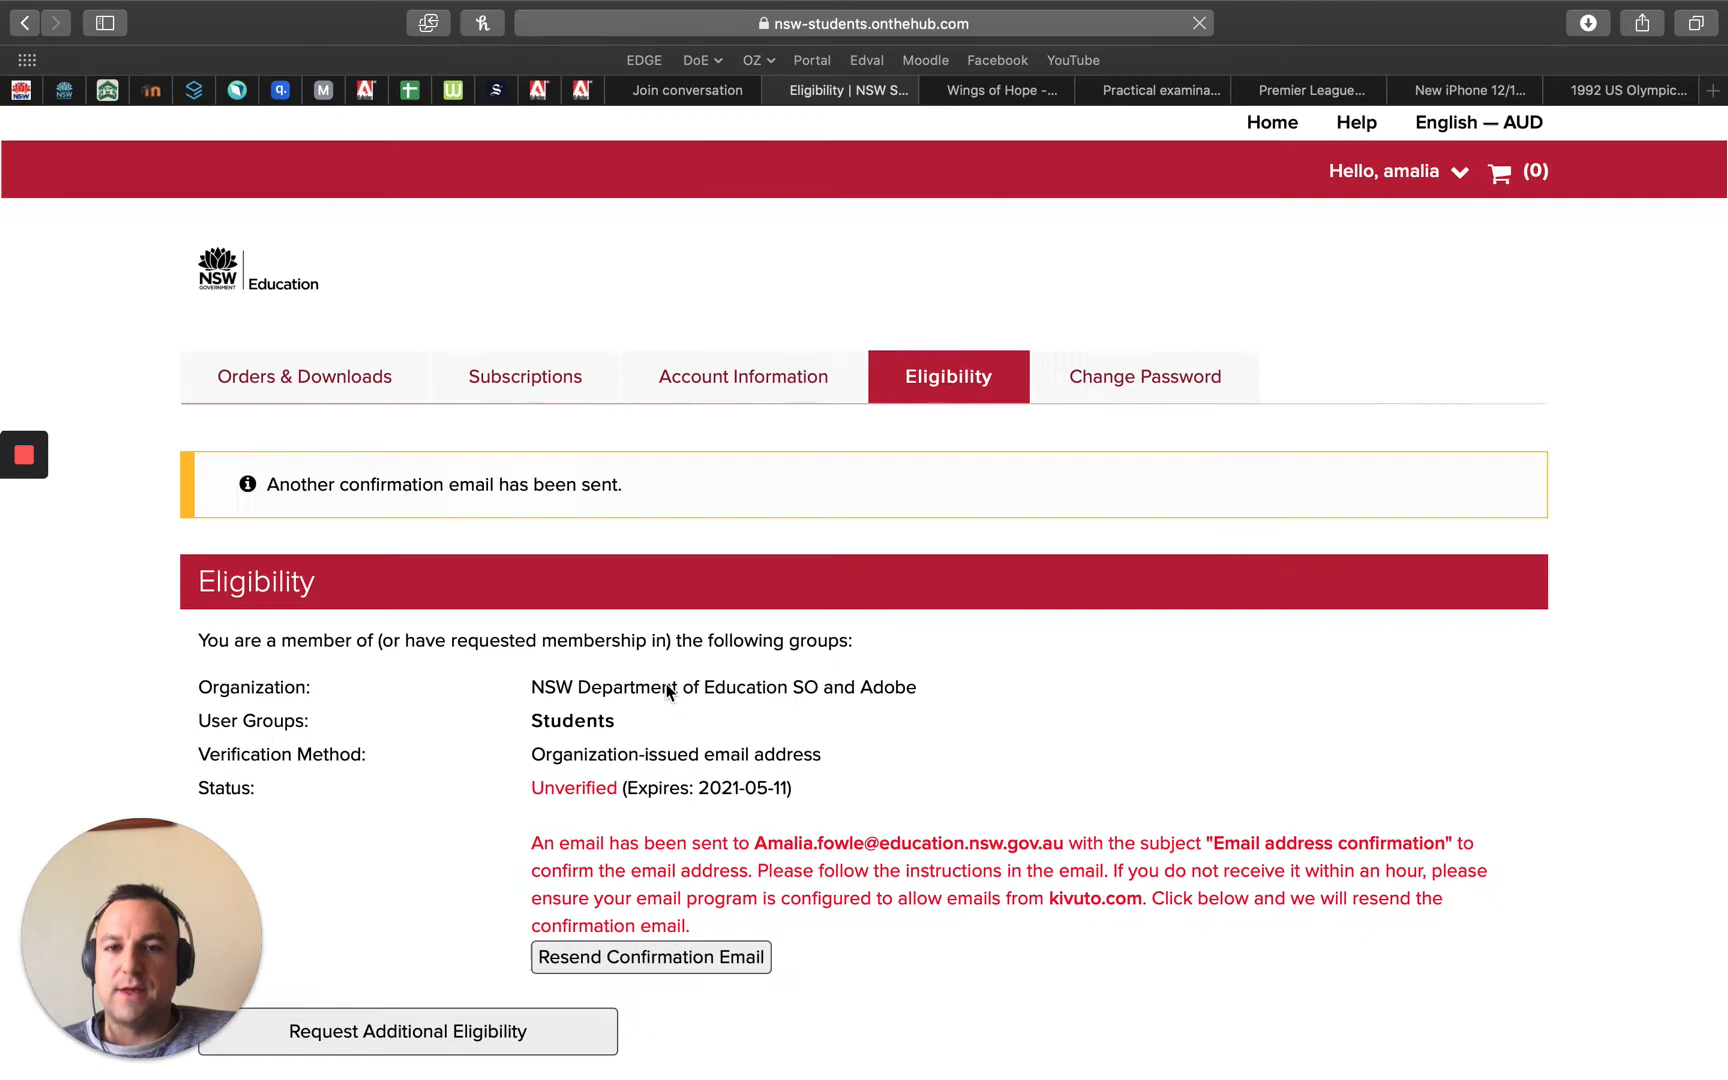 nsw-students.onthehub.com
EDGE DoE OZ Portal Edval Moodle Facebook YouTube
Join conversation Eligibility | NSW S... Wings of Hope -... Practical examina... Premier League... New iPhone 12/1... 1992 US Olympic...
Home Help English — AUD
Hello, amalia (0)
NSW
GOVERNMENT
Education
Orders & Downloads Subscriptions Account Information Eligibility Change Password
Another confirmation email has been sent.
Eligibility
You are a member of (or have requested membership in) the following groups:
Organization: NSW Department of Education SO and Adobe
User Groups: Students
Verification Method: Organization-issued email address
Status: Unverified (Expires: 2021-05-11)
An email has been sent to Amalia.fowle@education.nsw.gov.au with the subject "Email address confirmation" to
confirm the email address. Please follow the instructions in the email. If you do not receive it within an hour, please
ensure your email program is configured to allow emails from kivuto.com. Click below and we will resend the
confirmation email.
Resend Confirmation Email
Request Additional Eligibility